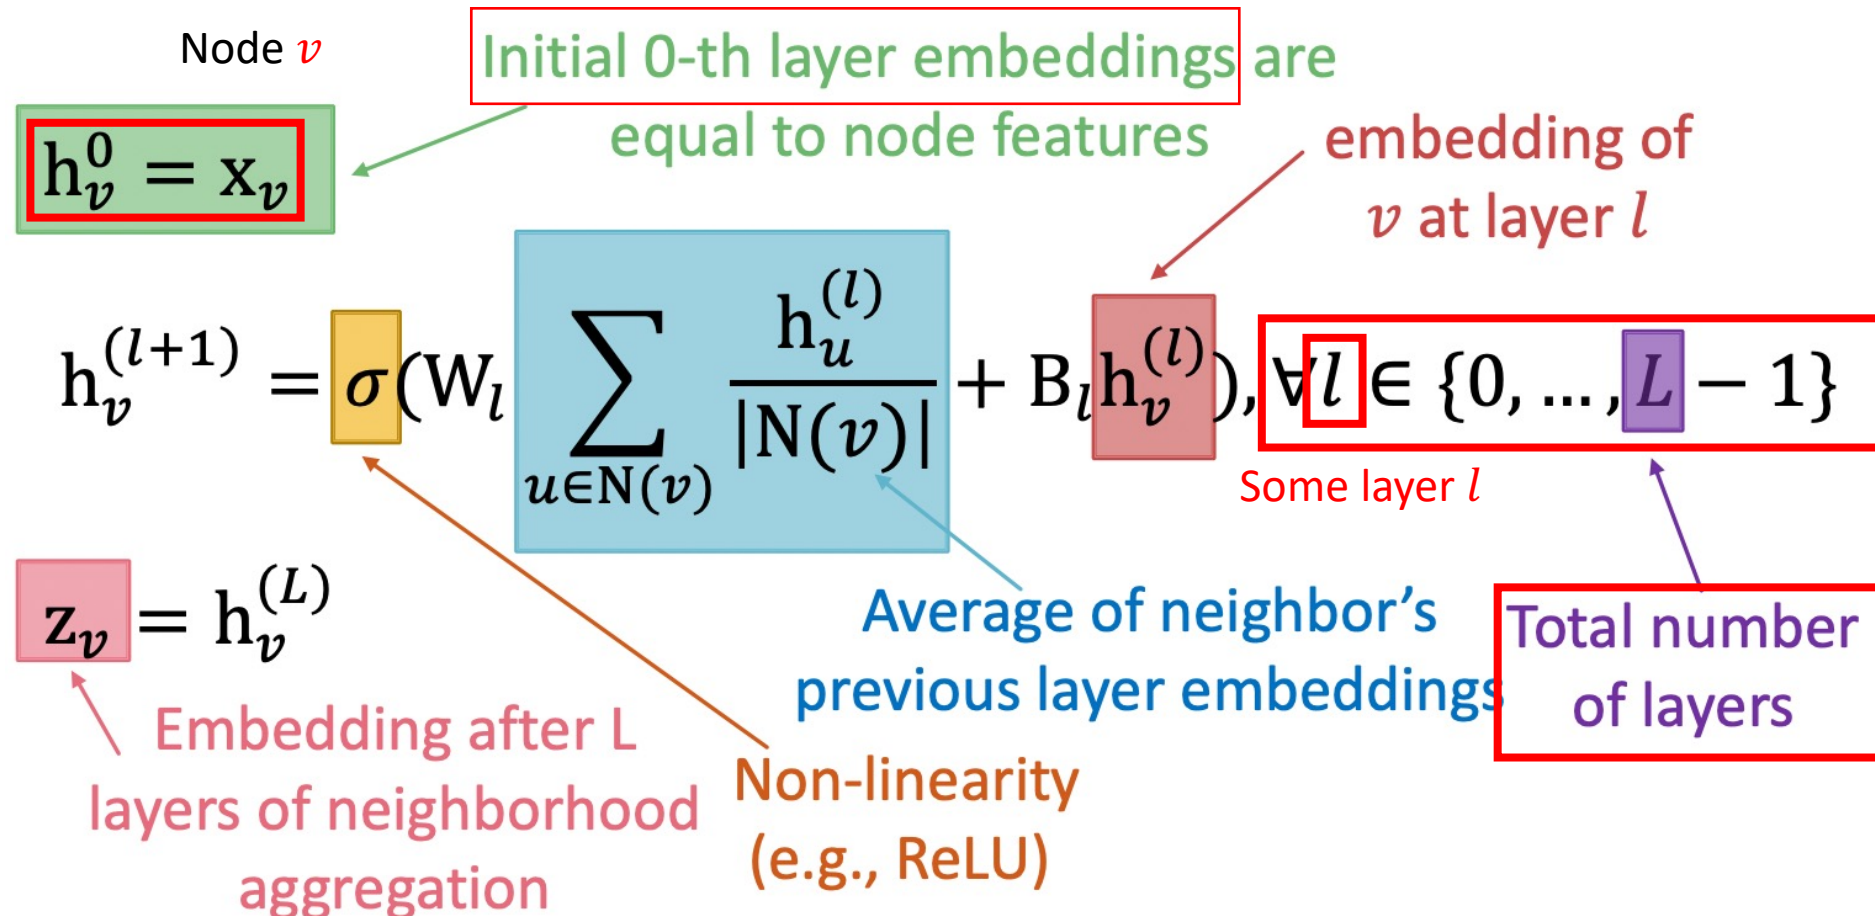 Node 𝑣
Initial 0-th layer embeddings are
equal to node features
h_𝑣^0 = x_𝑣
embedding of
𝑣 at layer 𝑙
h_𝑣^(𝑙+1) = 𝜎(W_𝑙 ∑_{𝑢∈N(𝑣)} h_𝑢^(𝑙) / |N(𝑣)| + B_𝑙 h_𝑣^(𝑙)), ∀𝑙 ∈ {0, …, 𝐿 − 1}
Some layer 𝑙
z_𝑣 = h_𝑣^(𝐿)
Average of neighbor’s
previous layer embeddings
Total number
of layers
Embedding after L
layers of neighborhood
aggregation
Non-linearity
(e.g., ReLU)